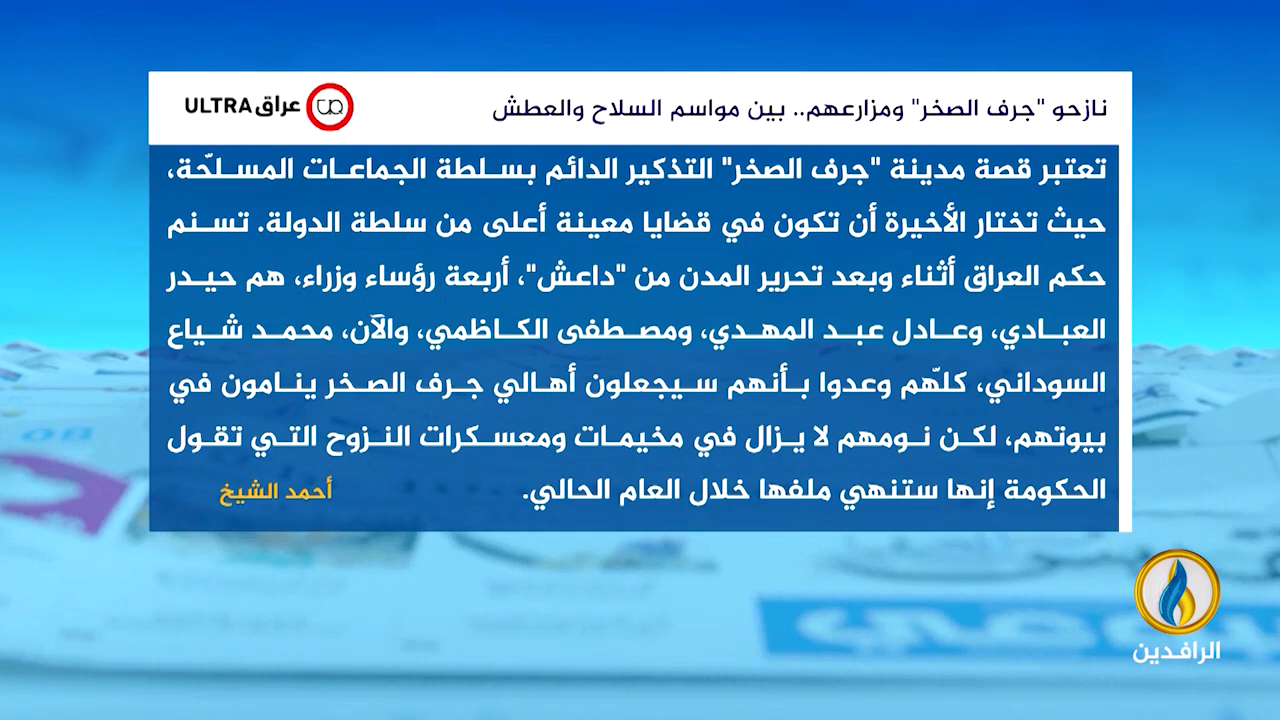 نازحو "جرف الصخر" ومزارعهم.. بين مواسم السلاح والعطش
ULTRA عراق
تعتبر قصة مدينة "جرف الصخر" التذكير الدائم بسلطة الجماعات المسلحّة،
حيث تختار الأخيرة أن تكون في قضايا معينة أعلى من سلطة الدولة. تسنم
حكم العراق أثناء وبعد تحرير المدن من "داعش"، أربعة رؤساء وزراء، هم حيدر
العبادي، وعادل عبد المهدي، ومصطفى الكاظمي، والآن، محمد شياع
السوداني، كلهّم وعدوا بأنهم سيجعلون أهالي جرف الصخر ينامون في
بيوتهم، لكن نومهم لا يزال في مخيمات ومعسكرات النزوح التي تقول
الحكومة إنها ستنهي ملفها خلال العام الحالي.
أحمد الشيخ
الرافدين